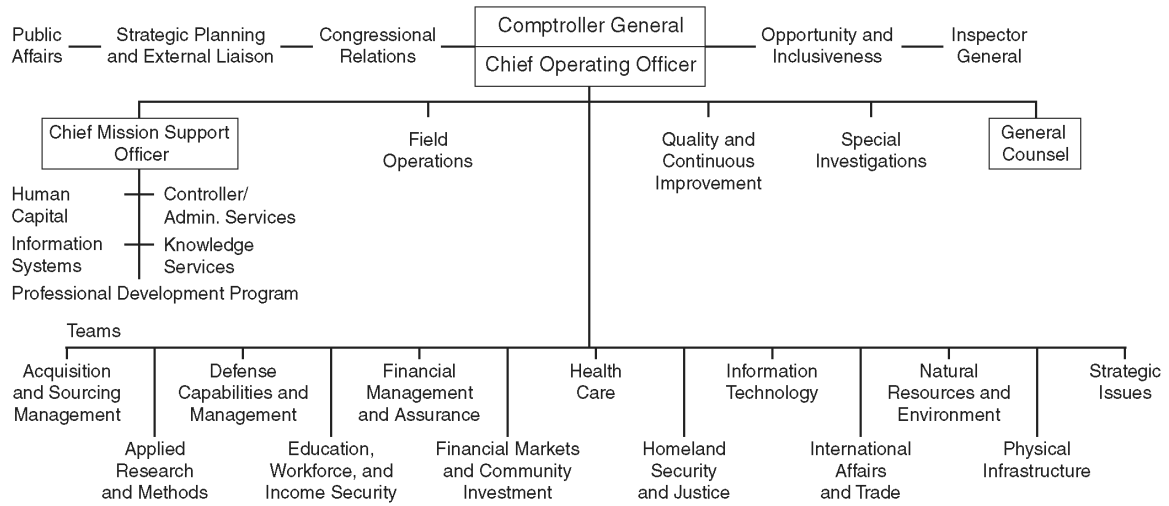 Public
Affairs
Strategic Planning
and External Liaison
Congressional
Relations
Comptroller General
Chief Operating Officer
Opportunity and
Inclusiveness
Inspector
General
Chief Mission Support
Officer
Field
Operations
Quality and
Continuous
Improvement
Special
Investigations
General
Counsel
Human
Capital
Controller/
Admin. Services
Information
Systems
Knowledge
Services
Professional Development Program
Teams
Acquisition
and Sourcing
Management
Defense
Capabilities and
Management
Financial
Management
and Assurance
Health
Care
Information
Technology
Natural
Resources and
Environment
Strategic
Issues
Applied
Research
and Methods
Education,
Workforce, and
Income Security
Financial Markets
and Community
Investment
Homeland
Security
and Justice
International
Affairs
and Trade
Physical
Infrastructure